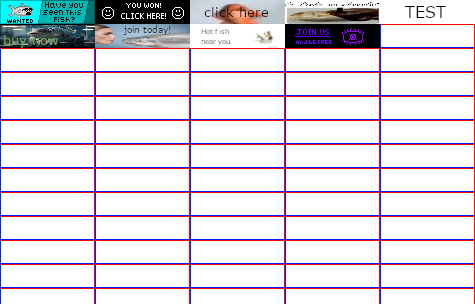 WANTED
Have you
seen this
fish?
YOU WON!
CLICK HERE!
click here
TEST
buy now
join today!
Hot fish
near you
JOIN US
and be FREE